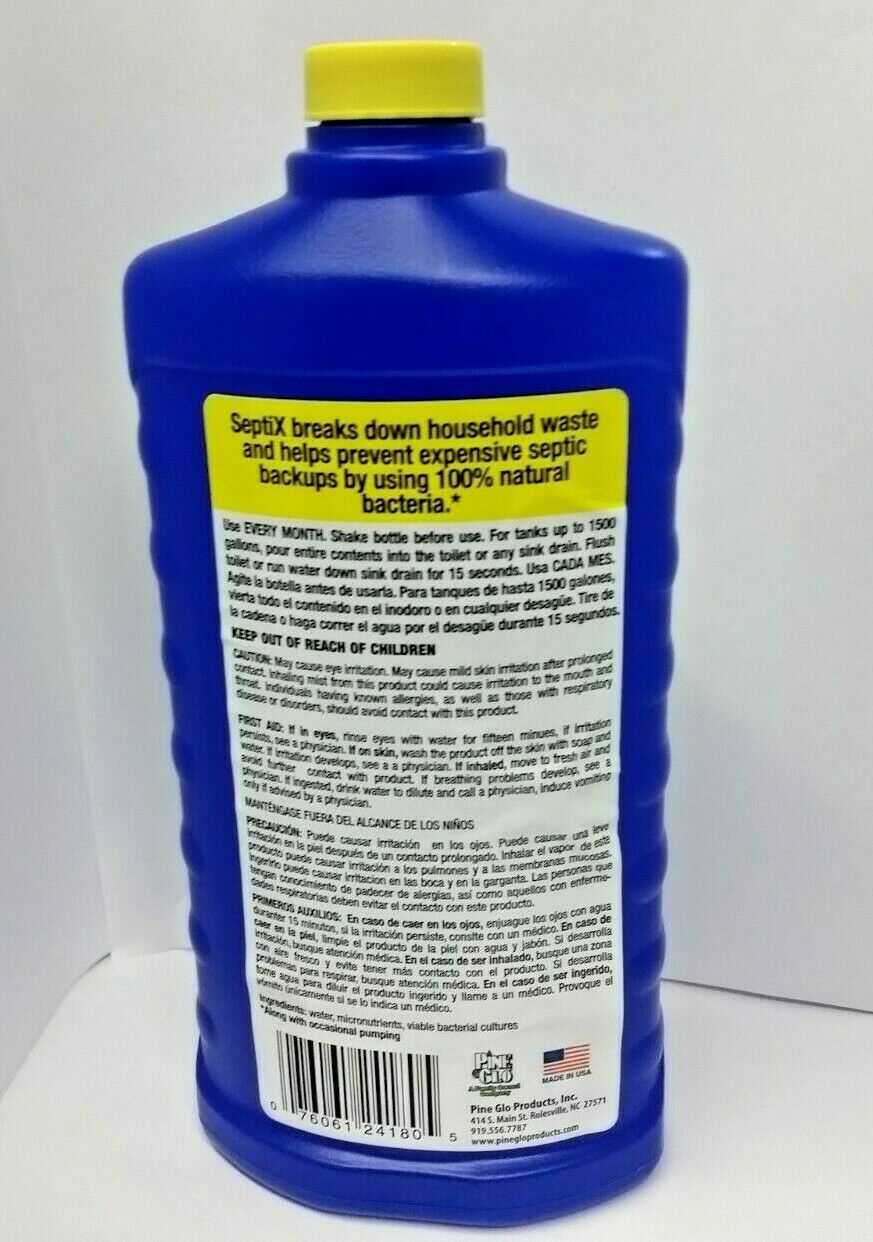 SeptiX breaks down household waste
and helps prevent expensive septic
backups by using 100% natural
bacteria.*
Use EVERY MONTH. Shake bottle before use. For tanks up to 1500
gallons, pour entire contents into the toilet or any sink drain. Flush
toilet or run water down sink drain for 15 seconds. Usa CADA MES.
Agite la botella antes de usarla. Para tanques de hasta 1500 galones,
vierta todo el contenido en el inodoro o en cualquier desagüe. Tire de
la cadena o haga correr el agua por el desagüe durante 15 segundos.
KEEP OUT OF REACH OF CHILDREN
CAUTION: May cause eye irritation. May cause mild skin irritation after prolonged
contact. Inhaling mist from this product could cause irritation to the mouth and
throat. Individuals having known allergies, as well as those with respiratory
disease or disorders, should avoid contact with this product.
FIRST AID: If in eyes, rinse eyes with water for fifteen minues, if irritation
persists, see a physician. If on skin, wash the product off the skin with soap and
water. If irritation develops, see a a physician. If inhaled, move to fresh air and
avoid further contact with product. If breathing problems develop, see a
physician. If ingested, drink water to dilute and call a physician, induce vomiting
only if advised by a physician.
MANTÉNGASE FUERA DEL ALCANCE DE LOS NIÑOS
PRECAUCIÓN: Puede causar irritación en los ojos. Puede causar una leve
irritación en la piel después de un contacto prolongado. Inhalar el vapor de este
producto puede causar irritación a los pulmones y a las membranas mucosas.
Ingerirlo puede causar irritacion en las boca y en la garganta. Las personas que
tengan conocimiento de padecer de alergias, así como aquellos con enferme-
dades respiratorias deben evitar el contacto con este producto.
PRIMEROS AUXILIOS: En caso de caer en los ojos, enjuague los ojos con agua
duranter 15 minutos, si la irritación persiste, consite con un médico. En caso de
caer en la piel, limpie el producto de la piel con agua y jabón. Si desarrolla
irritación, busque atención médica. En el caso de ser inhalado, busque una zona
con aire fresco y evite tener más contacto con el producto. Si desarrolla
problemas para respirar, busque atención médica. En el caso de ser ingerido,
tome agua para diluir el producto ingerido y llame a un médico. Provoque el
vómito únicamente si se lo indica un médico.
Ingredients: water, micronutrients, viable bacterial cultures
*Along with occasional pumping
0 76061 24180 5
PINE
GLO
A Family Owned
Company
MADE IN USA
Pine Glo Products, Inc.
414 S. Main St. Rolesville, NC 27571
919.556.7787
www.pinegloproducts.com